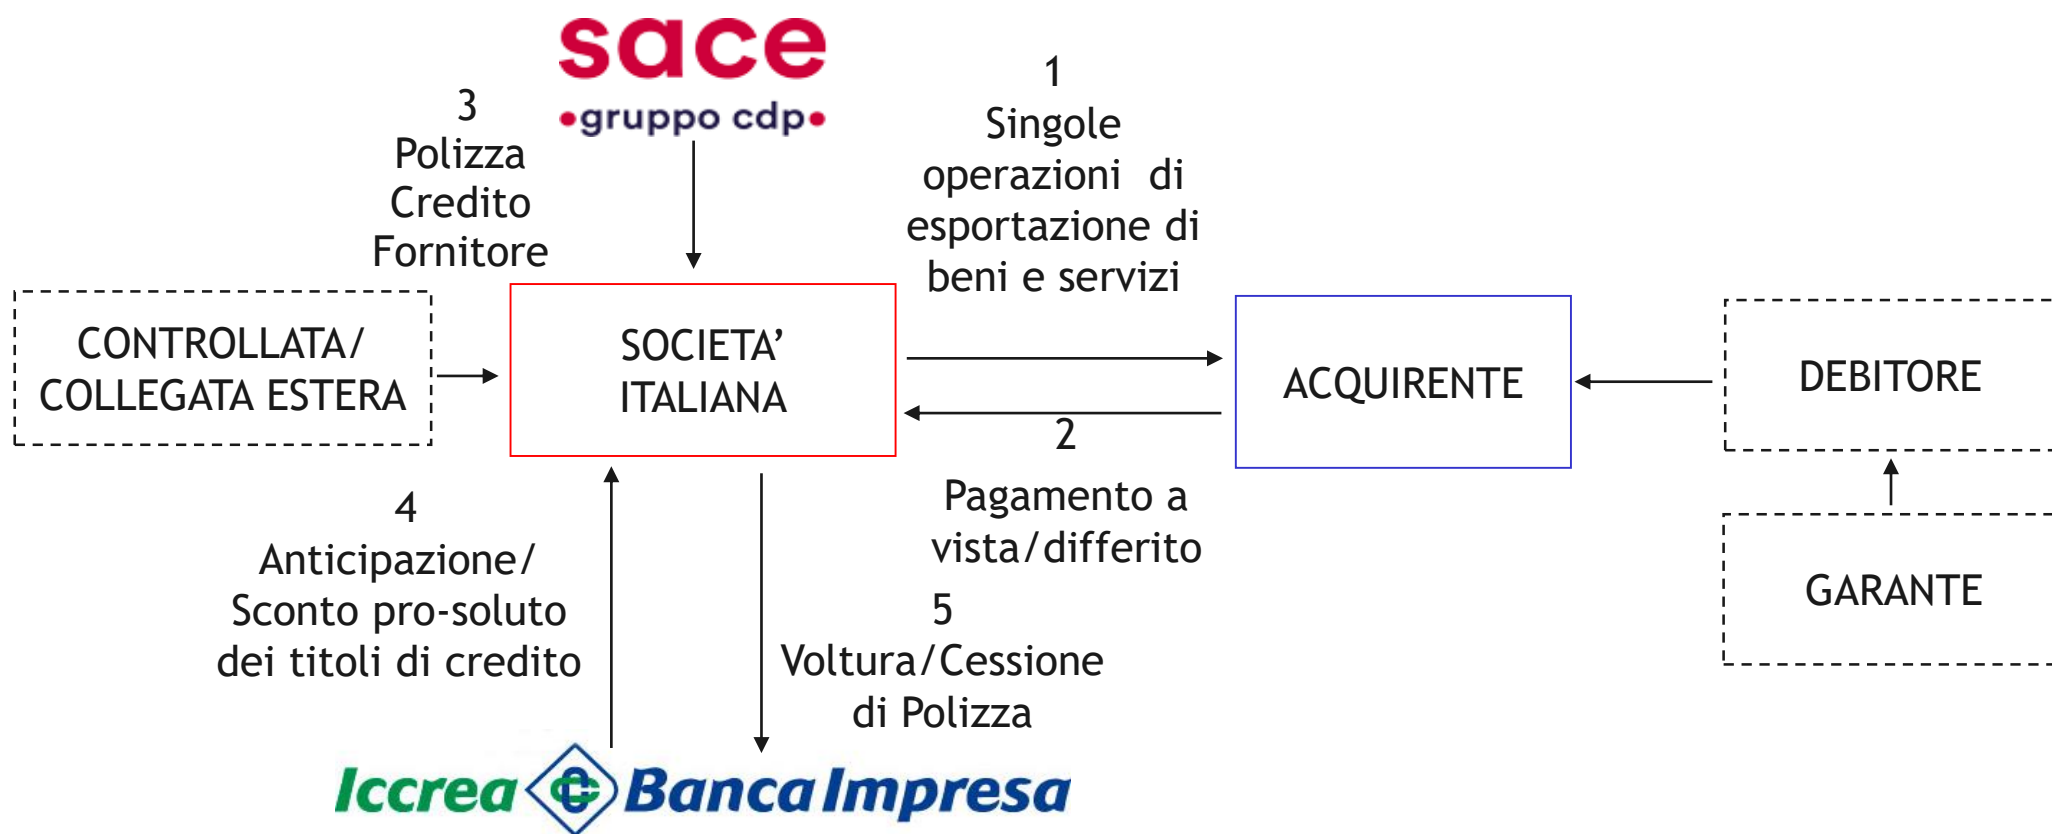 sace
•gruppo cdp•
3
Polizza
Credito
Fornitore
1
Singole
operazioni di
esportazione di
beni e servizi
CONTROLLATA/
COLLEGATA ESTERA
SOCIETA’
ITALIANA
ACQUIRENTE
DEBITORE
2
Pagamento a
vista/differito
4
Anticipazione/
Sconto pro-soluto
dei titoli di credito
5
Voltura/Cessione
di Polizza
GARANTE
Iccrea BancaImpresa